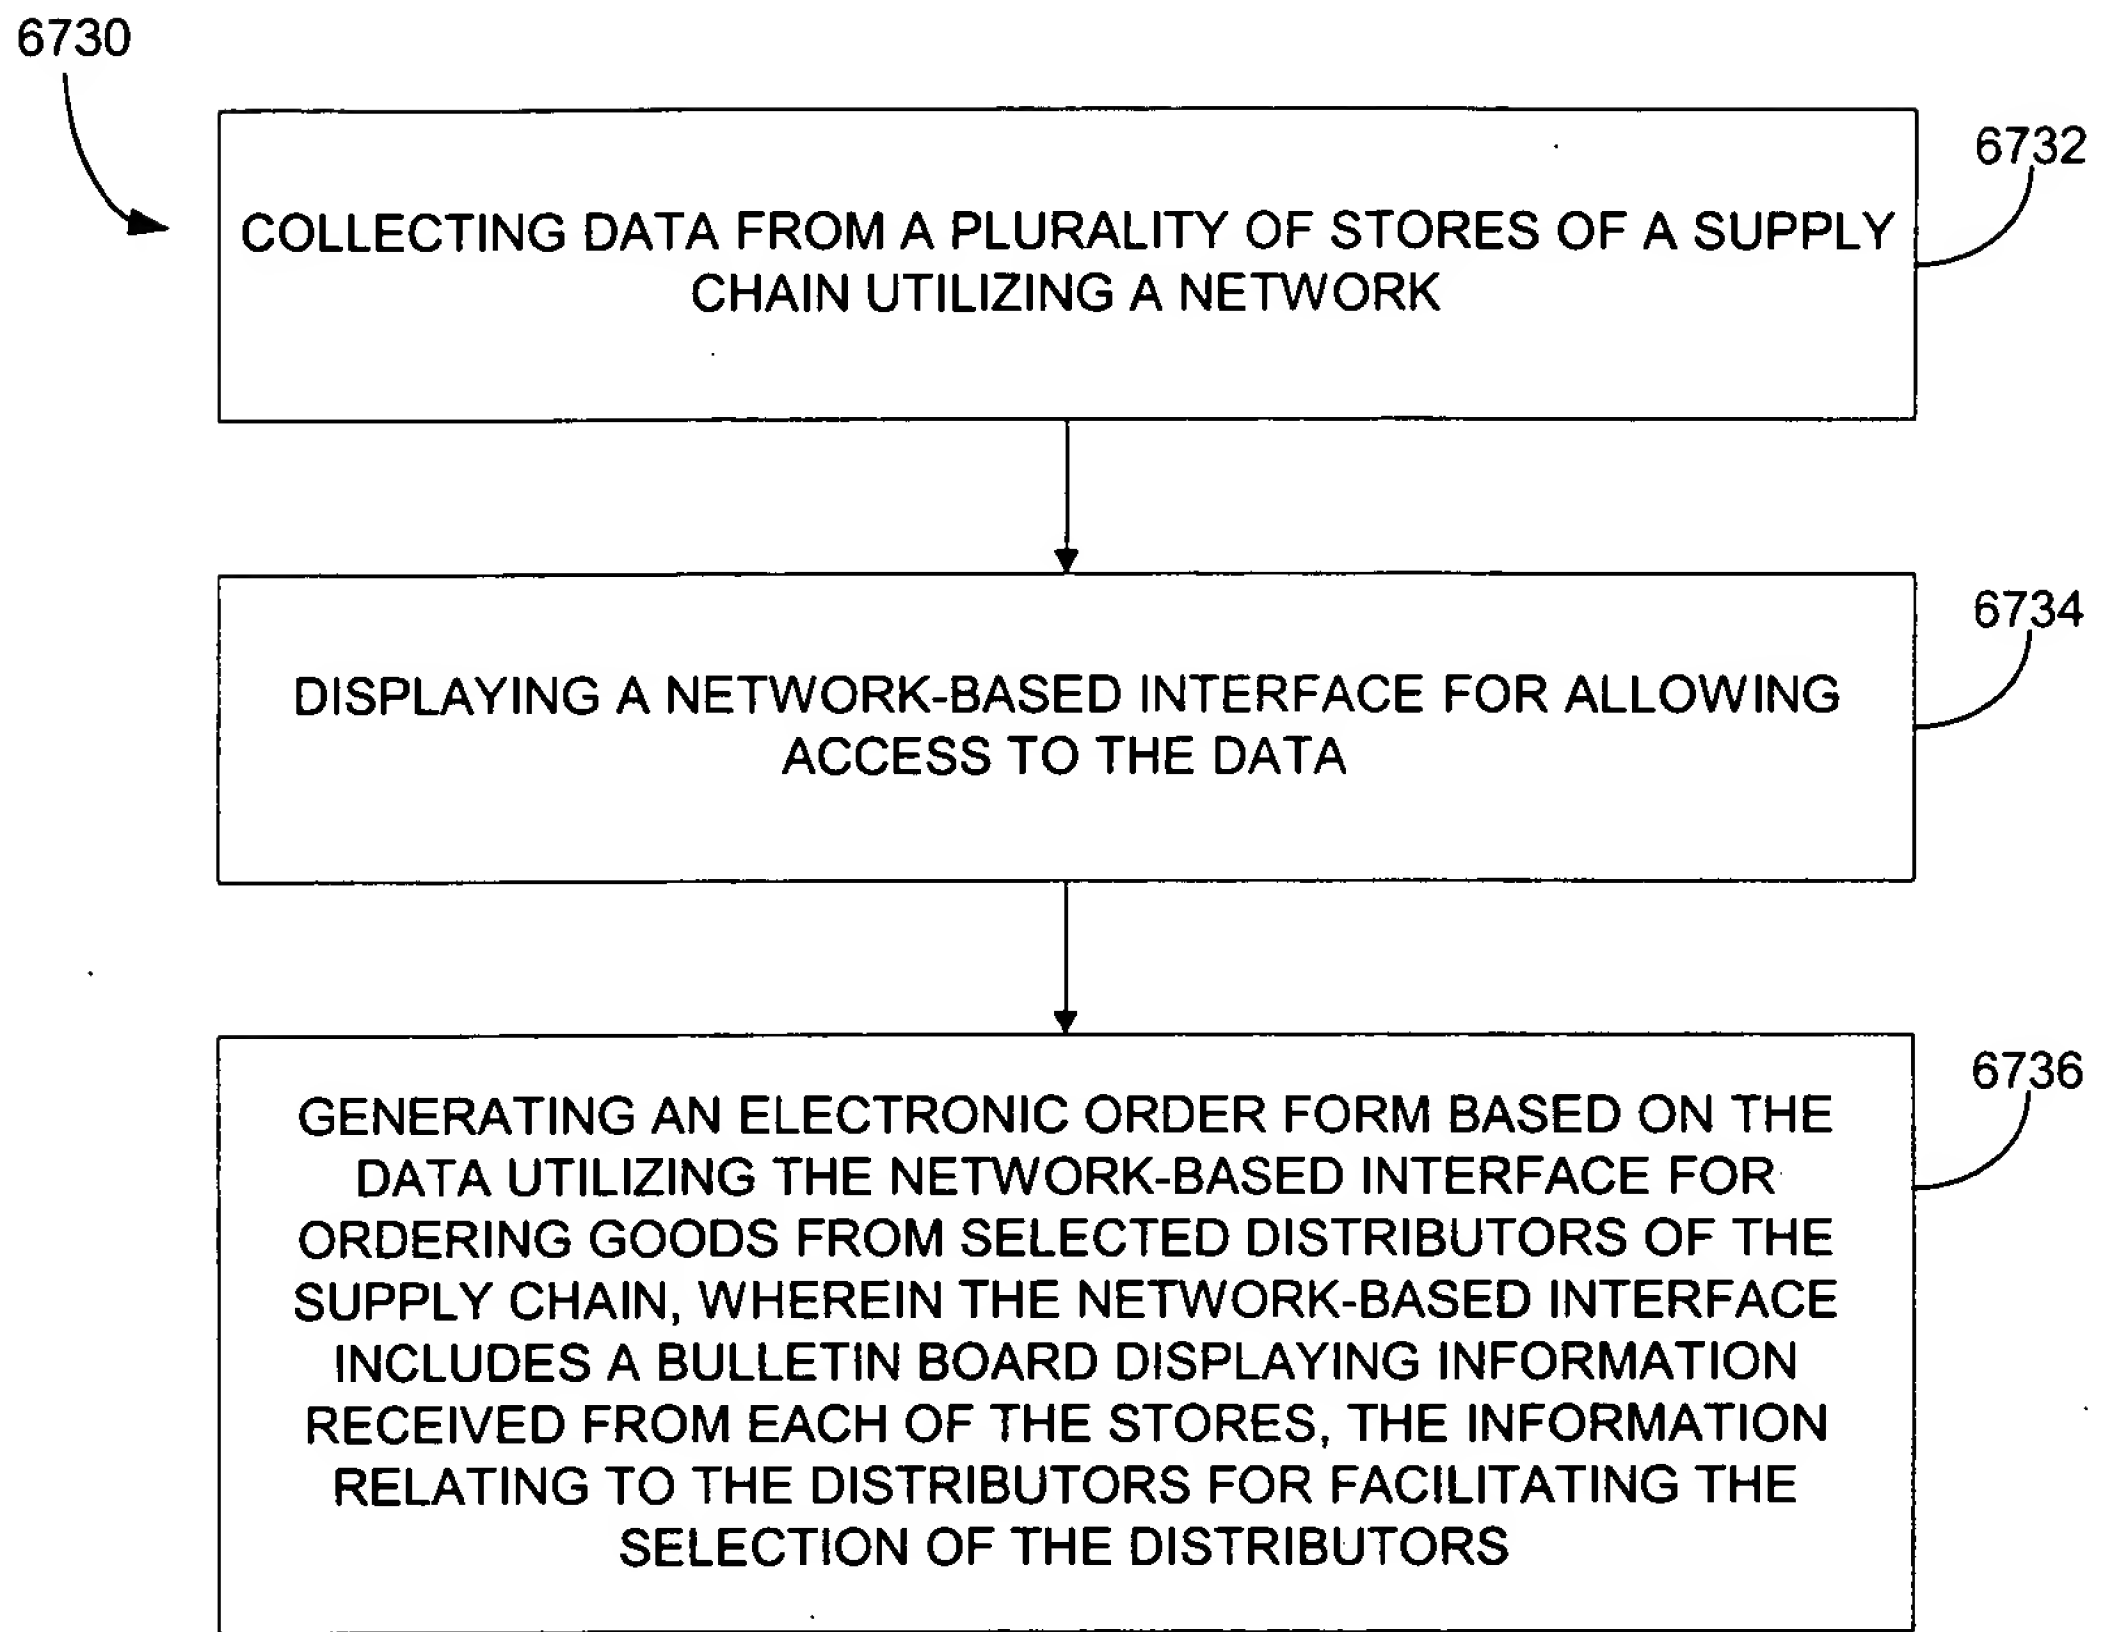 6730
6732
COLLECTING DATA FROM A PLURALITY OF STORES OF A SUPPLY
CHAIN UTILIZING A NETWORK
6734
DISPLAYING A NETWORK-BASED INTERFACE FOR ALLOWING
ACCESS TO THE DATA
6736
GENERATING AN ELECTRONIC ORDER FORM BASED ON THE
DATA UTILIZING THE NETWORK-BASED INTERFACE FOR
ORDERING GOODS FROM SELECTED DISTRIBUTORS OF THE
SUPPLY CHAIN, WHEREIN THE NETWORK-BASED INTERFACE
INCLUDES A BULLETIN BOARD DISPLAYING INFORMATION
RECEIVED FROM EACH OF THE STORES, THE INFORMATION
RELATING TO THE DISTRIBUTORS FOR FACILITATING THE
SELECTION OF THE DISTRIBUTORS